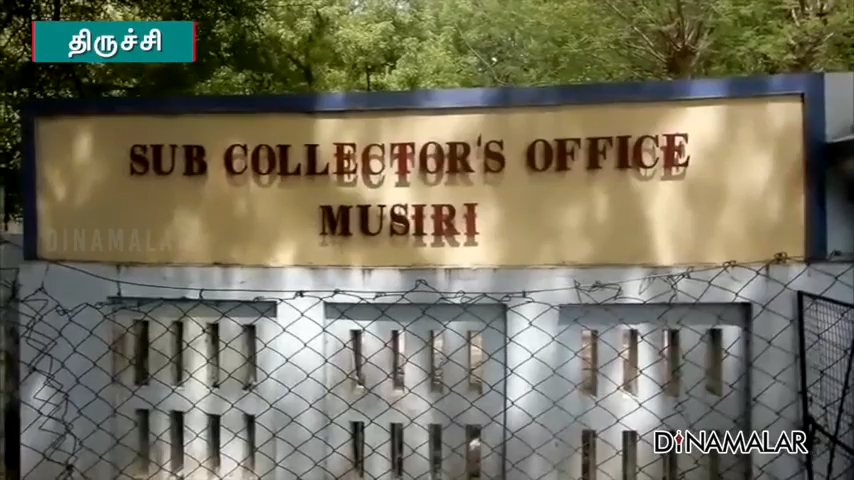 திருச்சி
SUB COLLECTOR'S OFFICE
MUSIRI
DINAMALAR
DINAMALAR